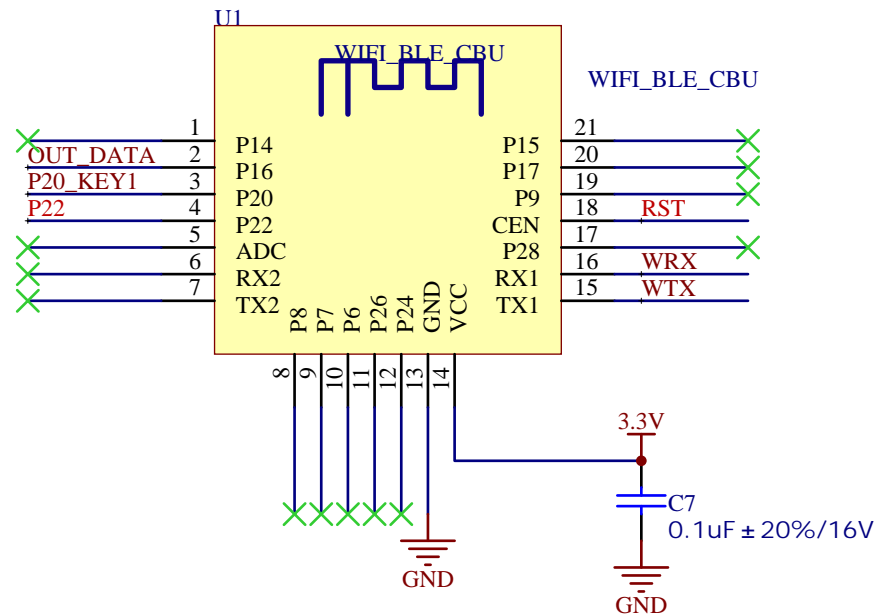 U1
WIFI_BLE_CBU
WIFI_BLE_CBU
1 P14 P15 21
OUT_DATA 2 P16 P17 20
P20_KEY1 3 P20 P9 19
P22 4 P22 CEN 18 RST
5 ADC P28 17
6 RX2 RX1 16 WRX
7 TX2 TX1 15 WTX
P8 P7 P6 P26 P24 GND VCC
8 9 10 11 12 13 14
3.3V
C7
0.1uF ± 20%/16V
GND
GND